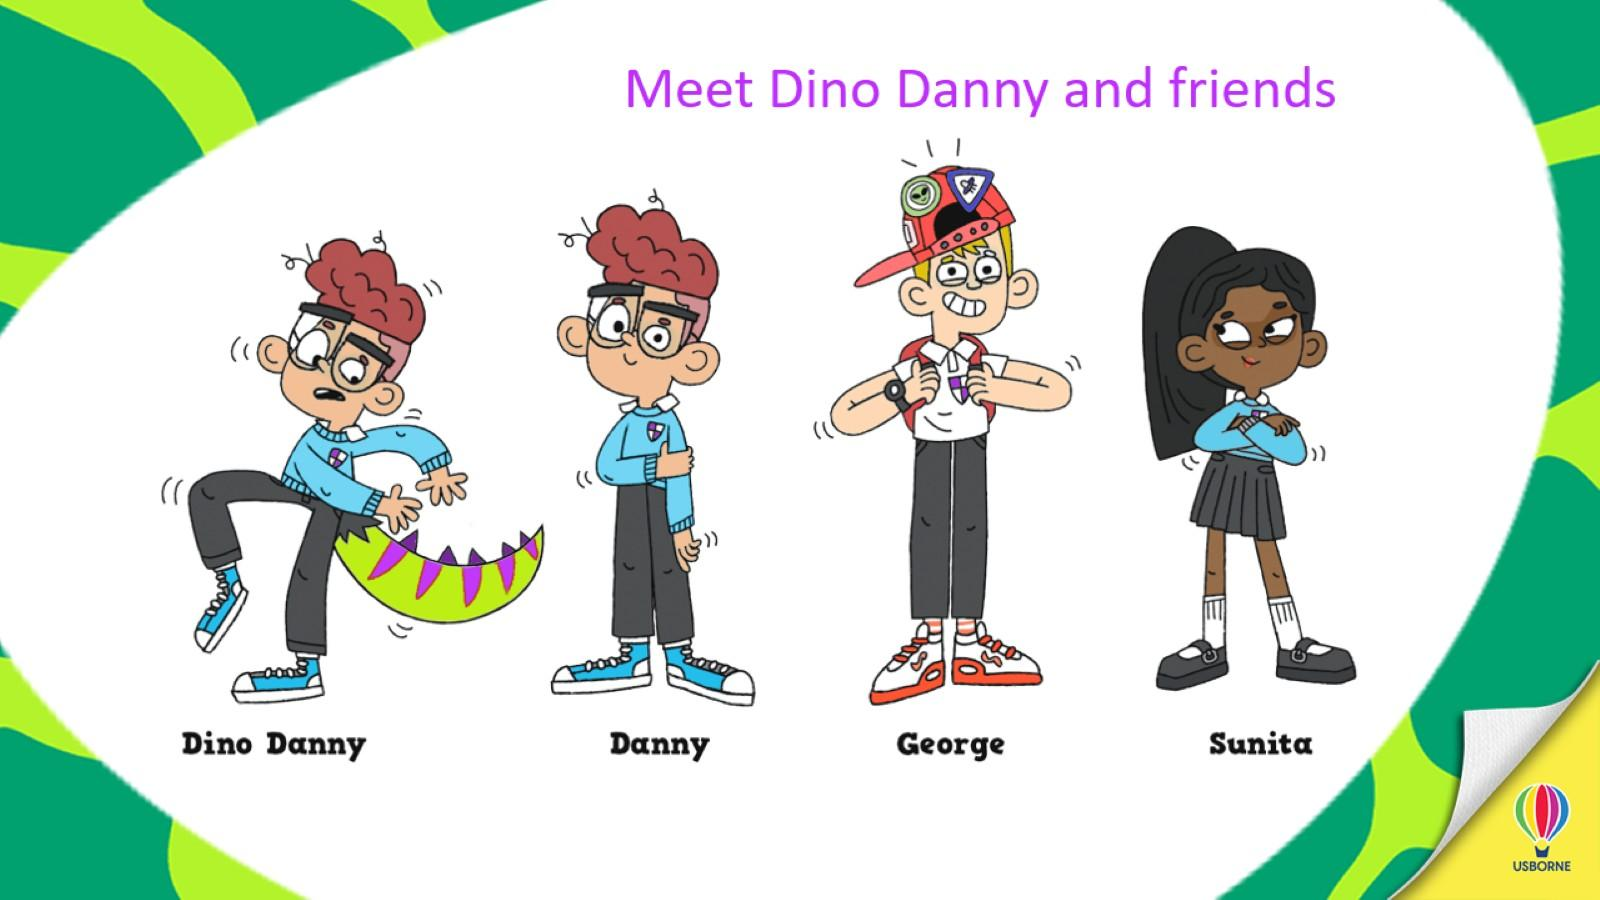 Meet Dino Danny and friends
Dino Danny
Danny
George
Sunita
USBORNE